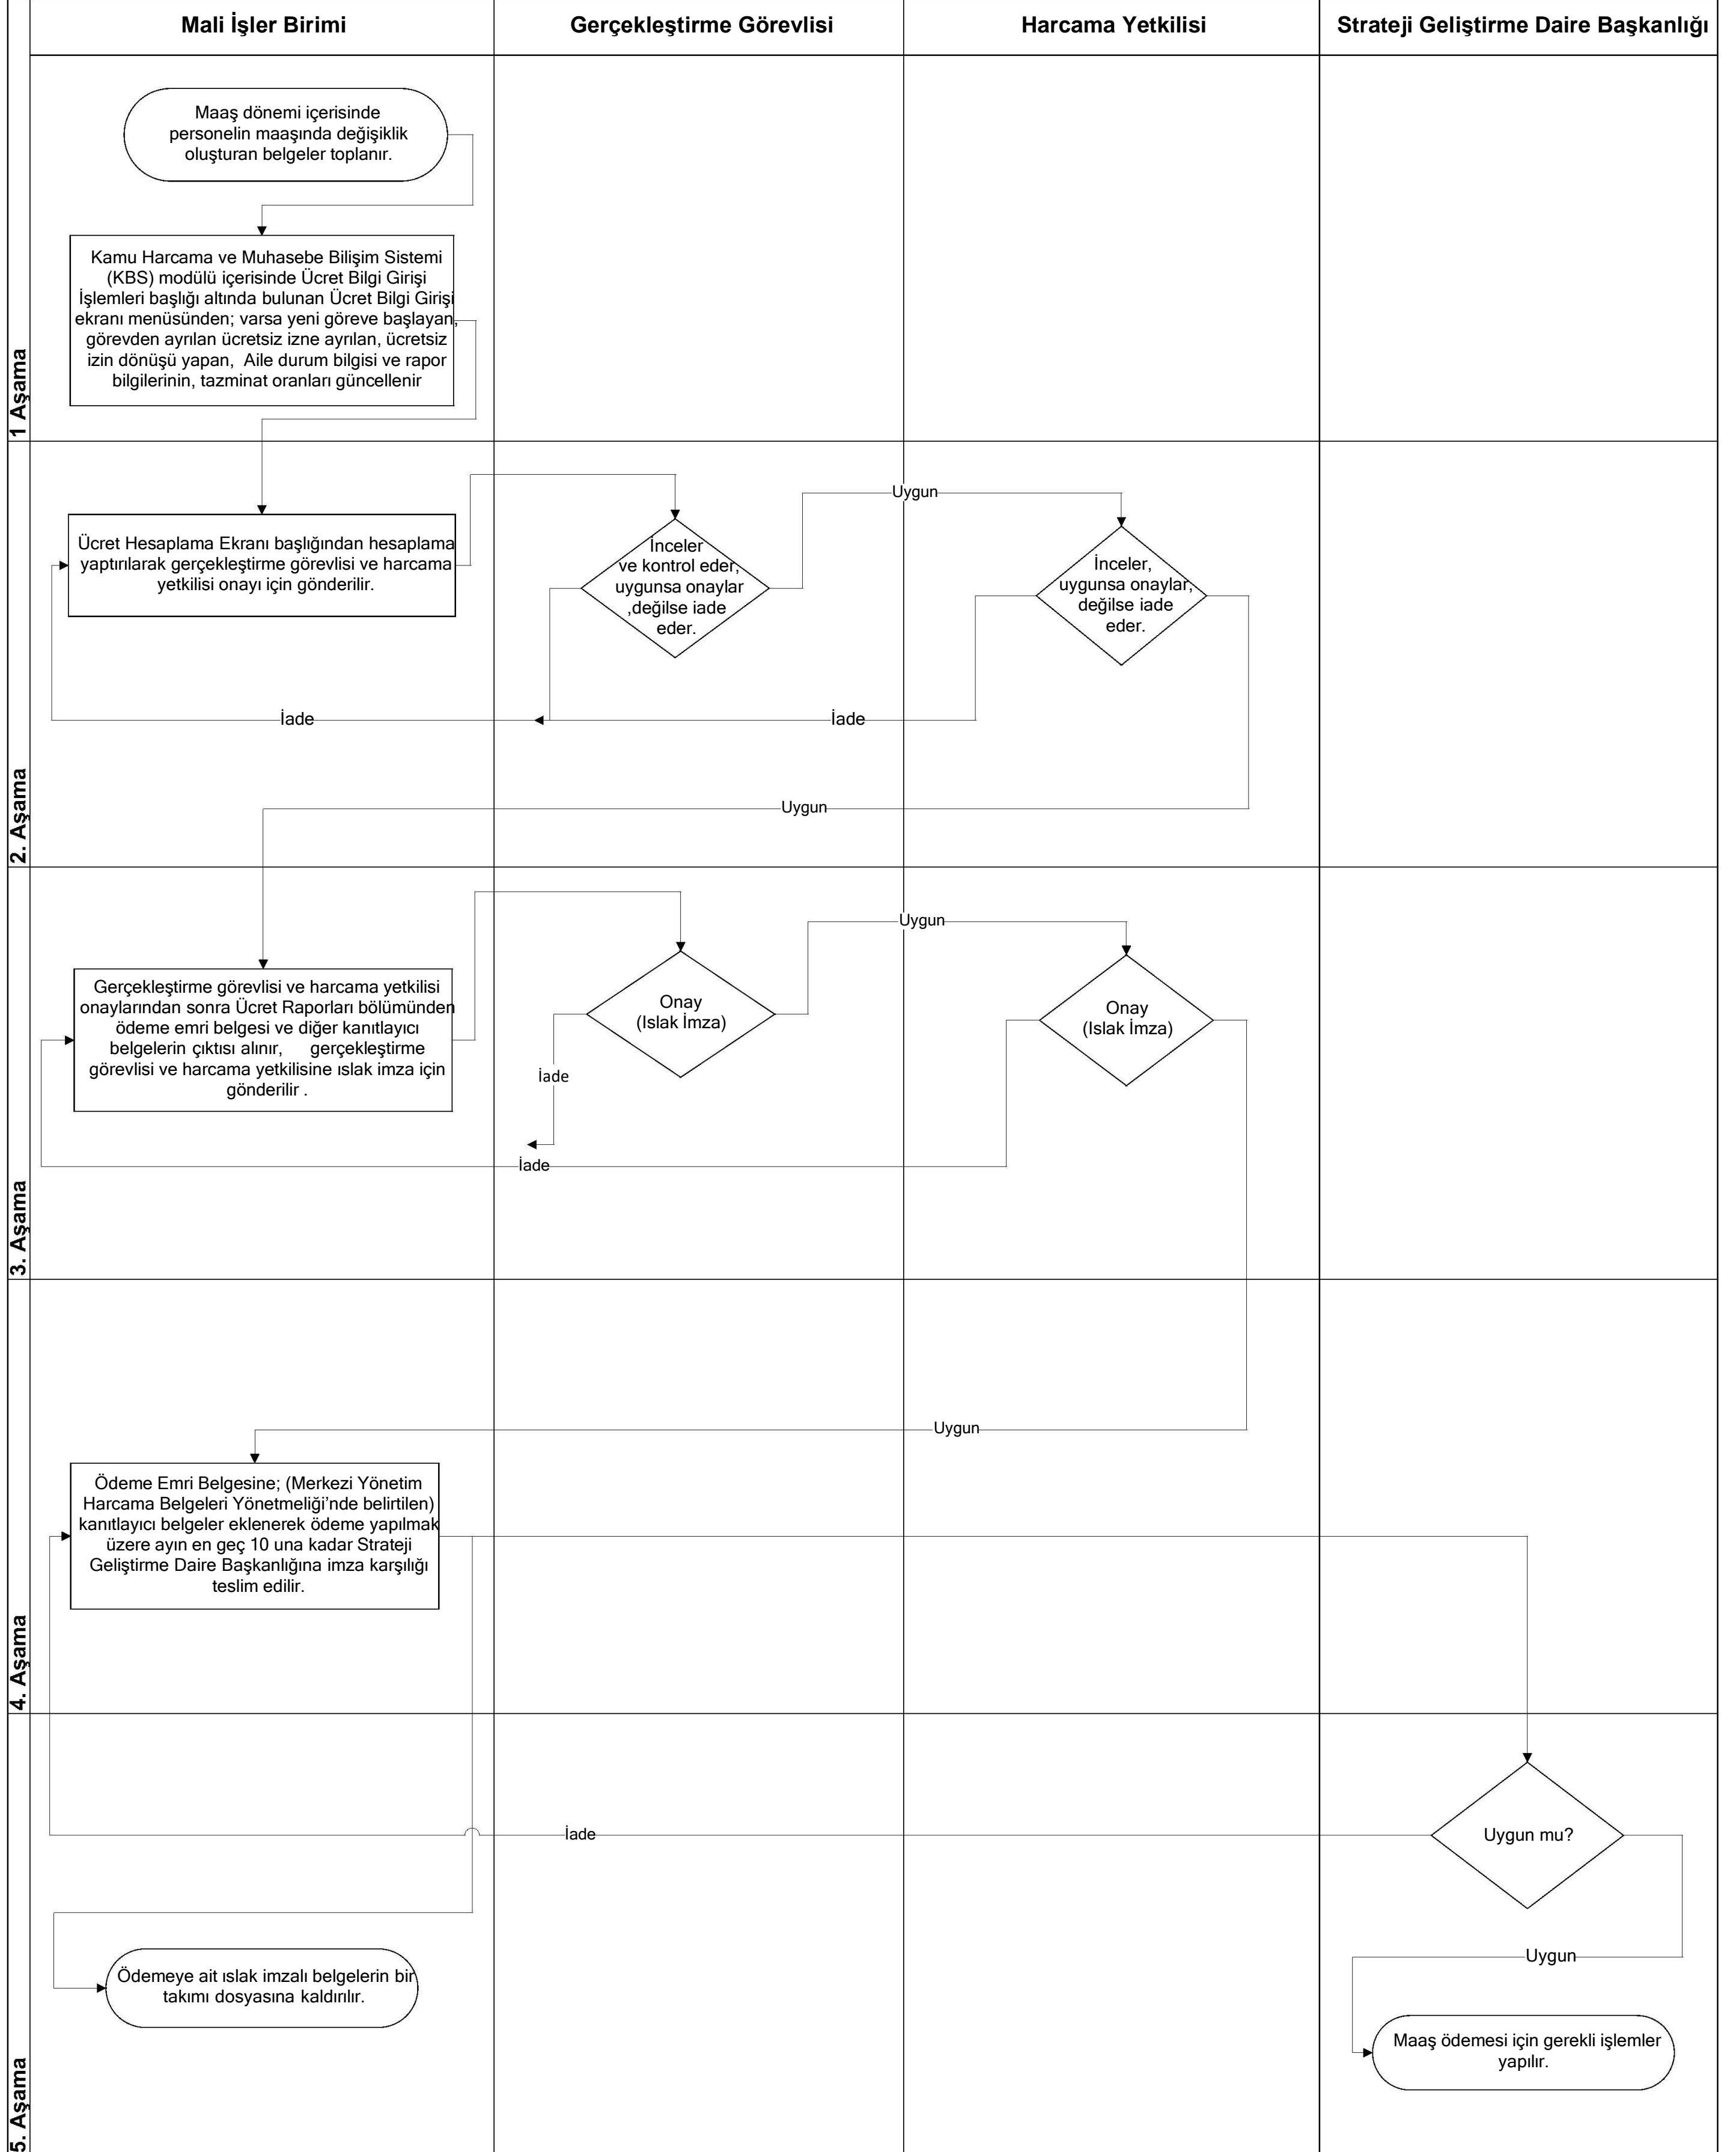 Mali İşler Birimi
Gerçekleştirme Görevlisi
Harcama Yetkilisi
Strateji Geliştirme Daire Başkanlığı
1 Aşama
Maaş dönemi içerisinde
personelin maaşında değişiklik
oluşturan belgeler toplanır.
Kamu Harcama ve Muhasebe Bilişim Sistemi
(KBS) modülü içerisinde Ücret Bilgi Girişi
İşlemleri başlığı altında bulunan Ücret Bilgi Girişi
ekranı menüsünden; varsa yeni göreve başlayan,
görevden ayrılan ücretsiz izne ayrılan, ücretsiz
izin dönüşü yapan, Aile durum bilgisi ve rapor
bilgilerinin, tazminat oranları güncellenir
2. Aşama
Ücret Hesaplama Ekranı başlığından hesaplama
yaptırılarak gerçekleştirme görevlisi ve harcama
yetkilisi onayı için gönderilir.
İnceler
ve kontrol eder,
uygunsa onaylar
,değilse iade
eder.
Uygun
İnceler,
uygunsa onaylar,
değilse iade
eder.
İade
İade
Uygun
3. Aşama
Gerçekleştirme görevlisi ve harcama yetkilisi
onaylarından sonra Ücret Raporları bölümünden
ödeme emri belgesi ve diğer kanıtlayıcı
belgelerin çıktısı alınır, gerçekleştirme
görevlisi ve harcama yetkilisine ıslak imza için
gönderilir .
Onay
(Islak İmza)
Uygun
Onay
(Islak İmza)
İade
İade
4. Aşama
Uygun
Ödeme Emri Belgesine; (Merkezi Yönetim
Harcama Belgeleri Yönetmeliği’nde belirtilen)
kanıtlayıcı belgeler eklenerek ödeme yapılmak
üzere ayın en geç 10 una kadar Strateji
Geliştirme Daire Başkanlığına imza karşılığı
teslim edilir.
5. Aşama
Uygun mu?
İade
Uygun
Ödemeye ait ıslak imzalı belgelerin bir
takımı dosyasına kaldırılır.
Maaş ödemesi için gerekli işlemler
yapılır.